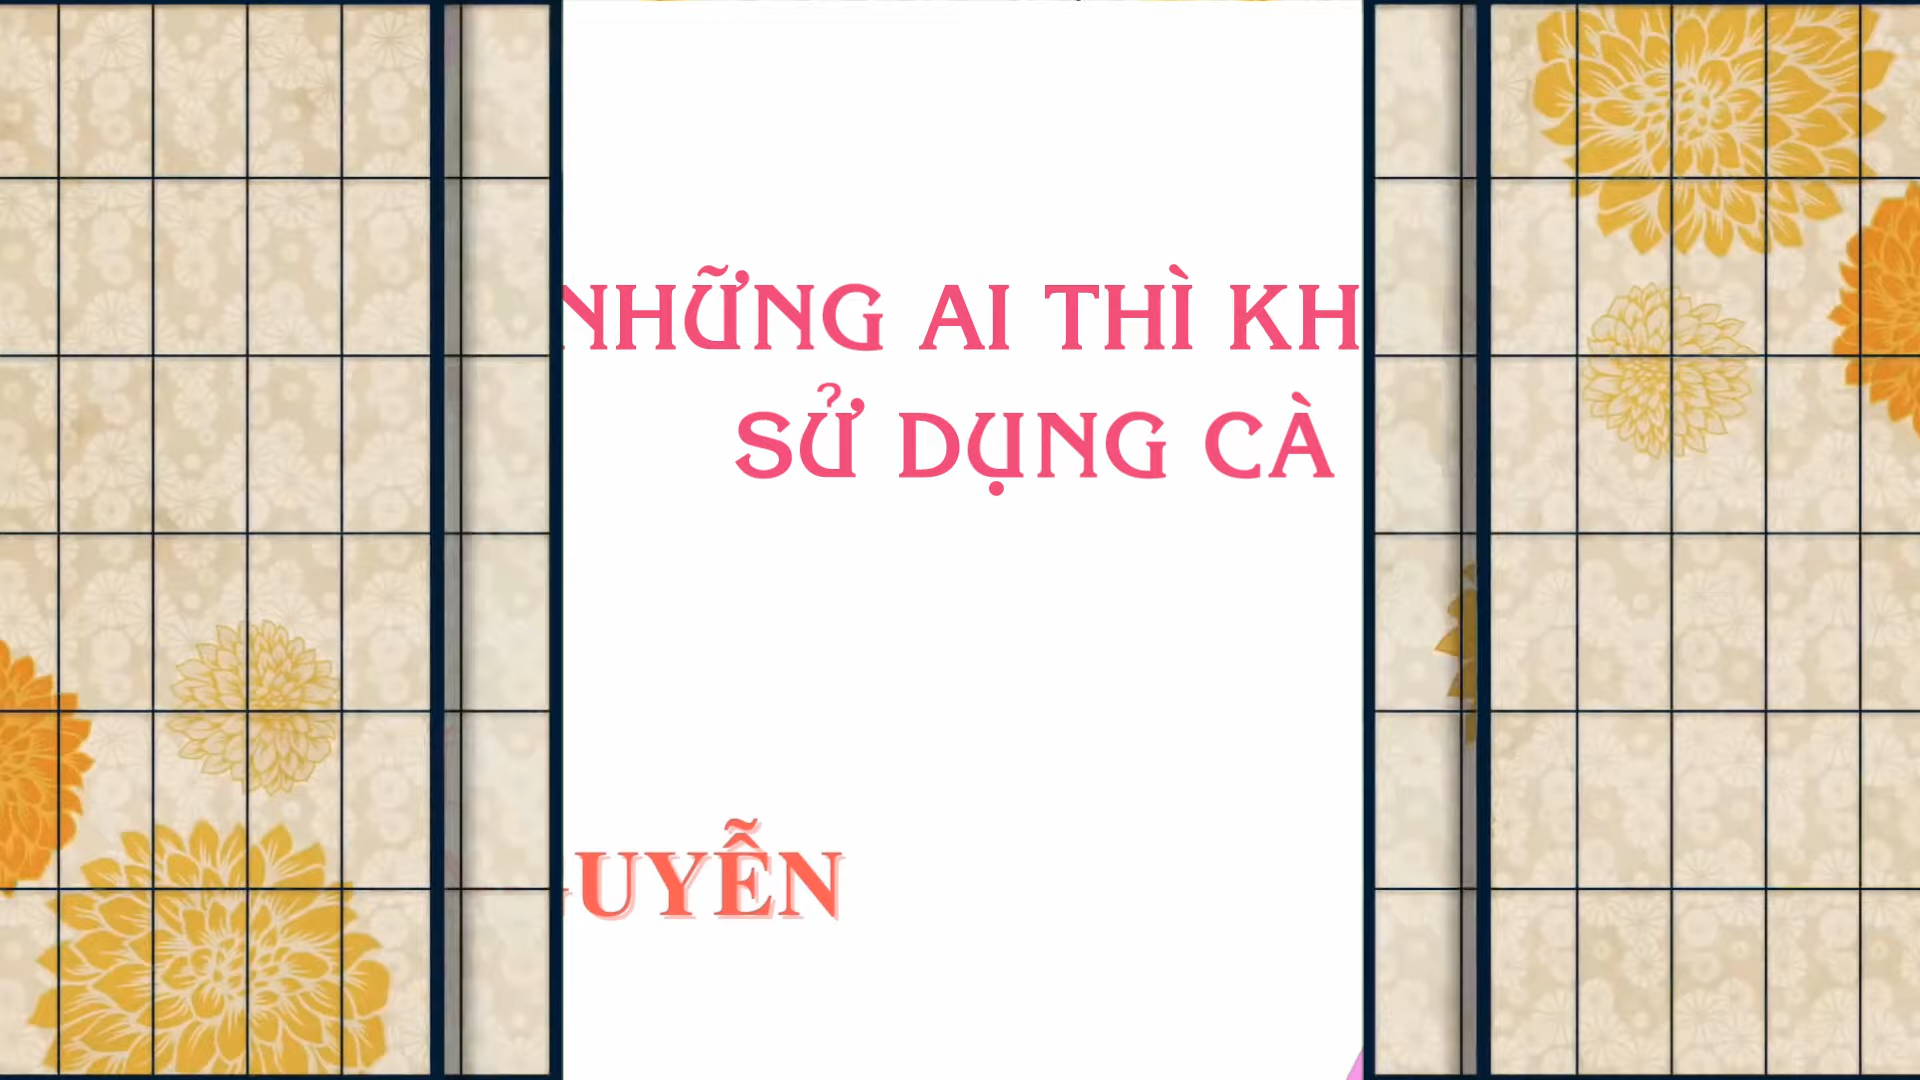 NHỮNG AI THÌ KH
SỬ DỤNG CÀ
UYỄN